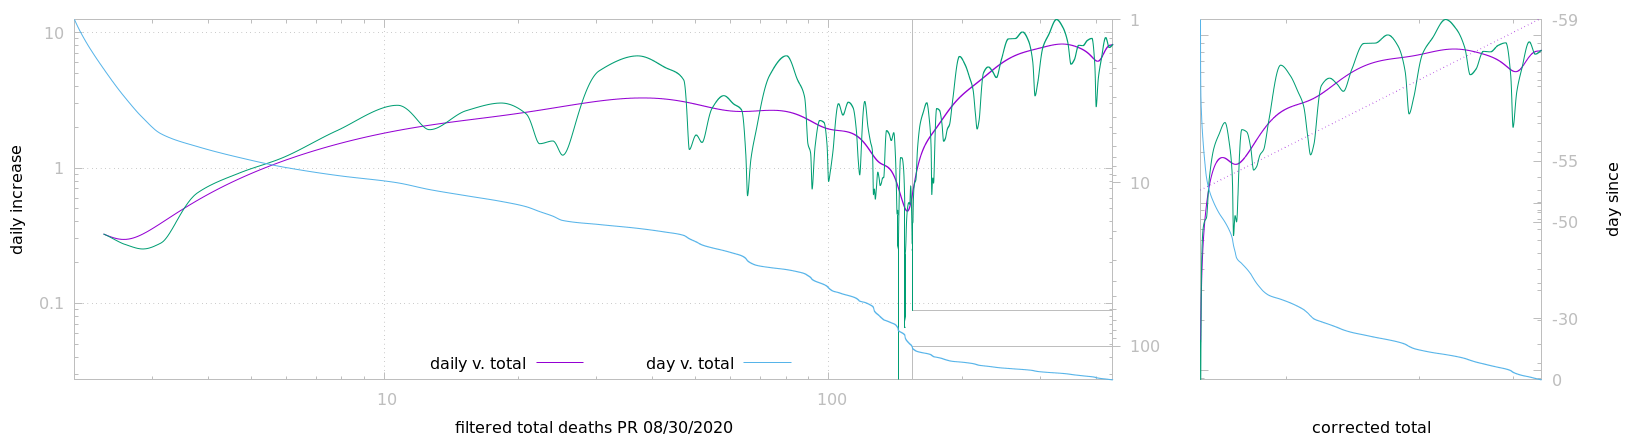 10
1
0.1
daily increase
daily v. total
day v. total
10
100
filtered total deaths PR 08/30/2020
1
10
100
-59
-55
-50
-30
0
day since
corrected total